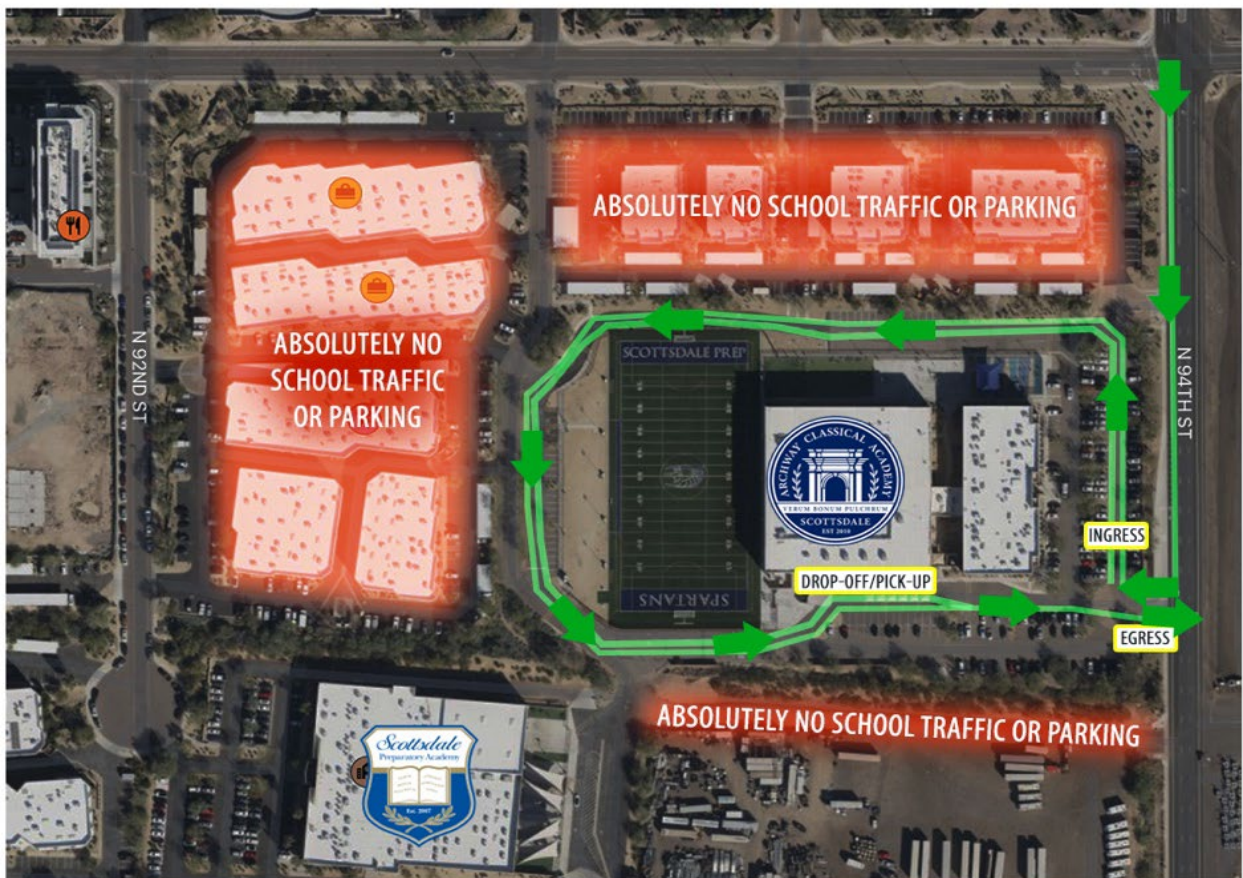 ABSOLUTELY NO SCHOOL TRAFFIC OR PARKING
N 92ND ST
ABSOLUTELY NO
SCHOOL TRAFFIC
OR PARKING
SCOTTSDALE PREP
N 94TH ST
ARCHWAY CLASSICAL ACADEMY
VERUM BONUM PULCHRUM
SCOTTSDALE
EST 2014
INGRESS
DROP-OFF/PICK-UP
SPARTANS
EGRESS
ABSOLUTELY NO SCHOOL TRAFFIC OR PARKING
Scottsdale
Preparatory Academy
Est. 2007